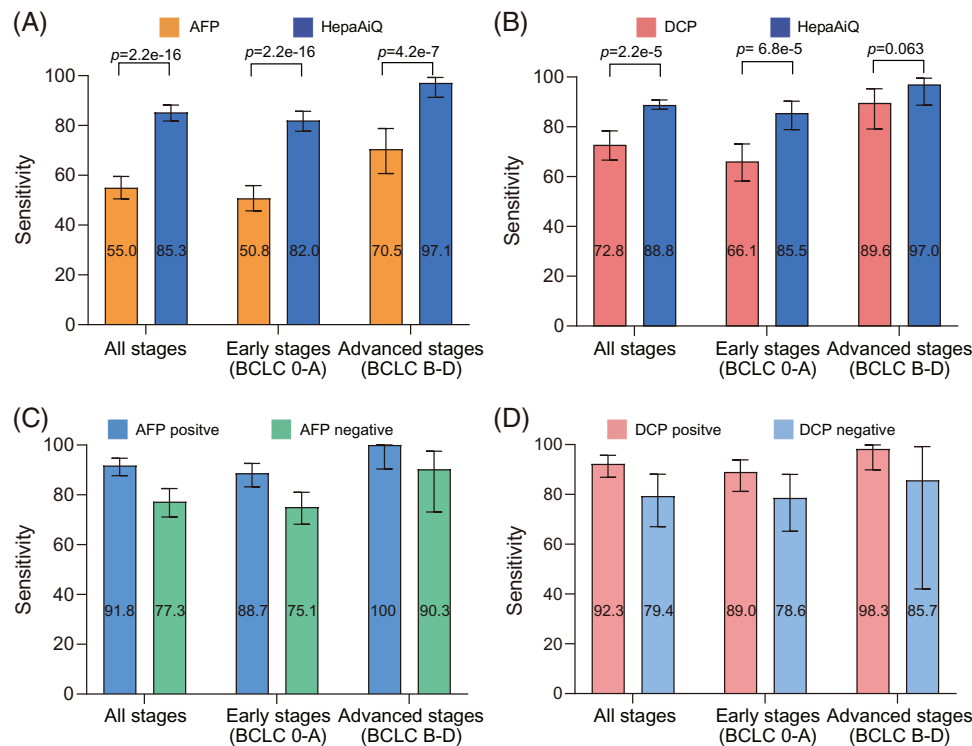 (A)
AFP HepaAiQ
p=2.2e-16 p=2.2e-16 p=4.2e-7
Sensitivity
100
80
60
40
20
0
55.0 85.3 50.8 82.0 70.5 97.1
All stages Early stages Advanced stages
(BCLC 0-A) (BCLC B-D)
(B)
DCP HepaAiQ
p=2.2e-5 p= 6.8e-5 p=0.063
Sensitivity
100
80
60
40
20
0
72.8 88.8 66.1 85.5 89.6 97.0
All stages Early stages Advanced stages
(BCLC 0-A) (BCLC B-D)
(C)
AFP positve AFP negative
Sensitivity
100
80
60
40
20
0
91.8 77.3 88.7 75.1 100 90.3
All stages Early stages Advanced stages
(BCLC 0-A) (BCLC B-D)
(D)
DCP positve DCP negative
Sensitivity
100
80
60
40
20
0
92.3 79.4 89.0 78.6 98.3 85.7
All stages Early stages Advanced stages
(BCLC 0-A) (BCLC B-D)